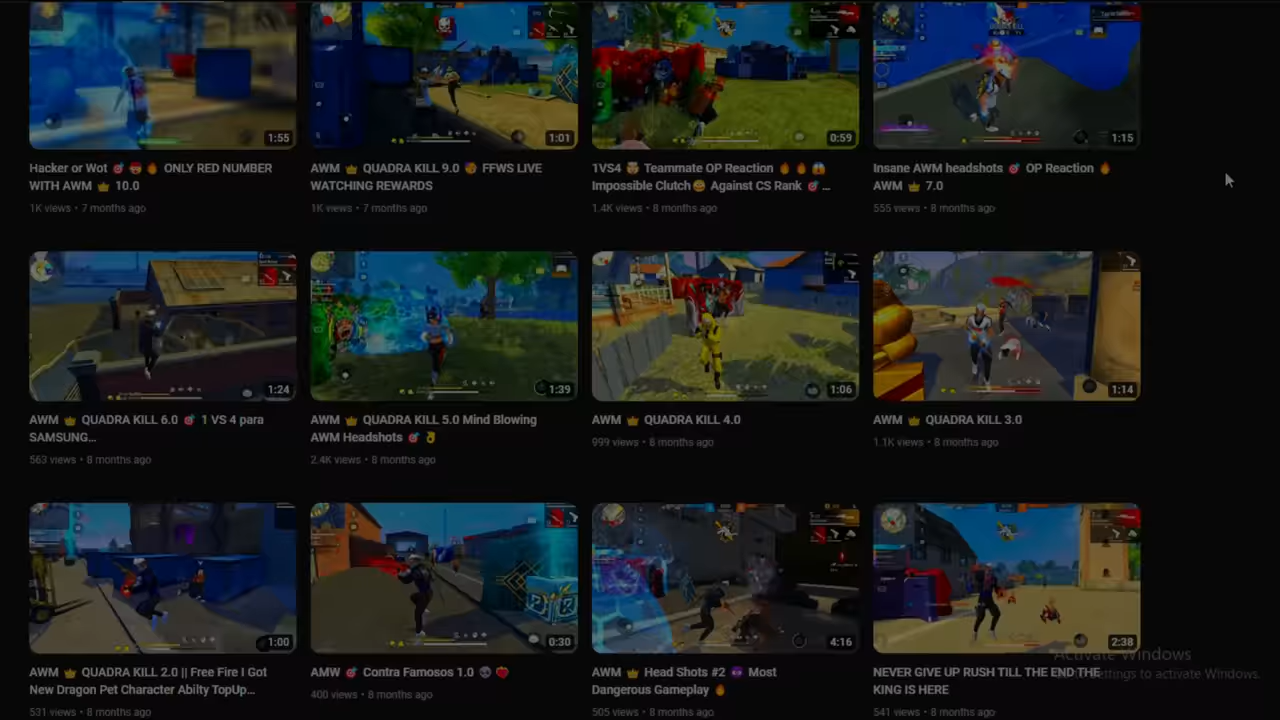 1:55
1:01
0:59
1:15
Hacker or Wot 🎯 🔥 ONLY RED NUMBER
WITH AWM 👑 10.0
1K views • 7 months ago
AWM 👑 QUADRA KILL 9.0 FFWS LIVE
WATCHING REWARDS
1K views • 7 months ago
1VS4 🤯 Teammate OP Reaction 🔥 🔥 😱
Impossible Clutch Against CS Rank 🎯 ...
1.4K views • 8 months ago
Insane AWM headshots 🎯 OP Reaction 🔥
AWM 👑 7.0
555 views • 8 months ago
1:24
1:39
1:06
1:14
AWM 👑 QUADRA KILL 6.0 🎯 1 VS 4 para
SAMSUNG...
563 views • 8 months ago
AWM 👑 QUADRA KILL 5.0 Mind Blowing
AWM Headshots 🎯 👌
2.4K views • 8 months ago
AWM 👑 QUADRA KILL 4.0
999 views • 8 months ago
AWM 👑 QUADRA KILL 3.0
1.1K views • 8 months ago
1:00
0:30
4:16
2:38
AWM 👑 QUADRA KILL 2.0 || Free Fire I Got
New Dragon Pet Character Abilty TopUp...
531 views • 8 months ago
AMW 🎯 Contra Famosos 1.0 💀 ❤️
400 views • 8 months ago
AWM 👑 Head Shots #2 👿 Most
Dangerous Gameplay 🔥
505 views • 8 months ago
NEVER GIVE UP RUSH TILL THE END THE
KING IS HERE
541 views • 8 months ago
Activate Windows
Go to Settings to activate Windows.